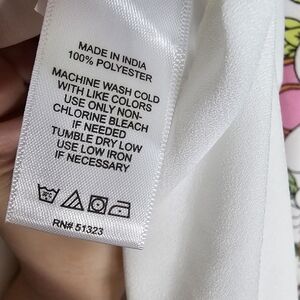 MADE IN INDIA
100% POLYESTER
MACHINE WASH COLD
WITH LIKE COLORS
USE ONLY NON-
CHLORINE BLEACH
IF NEEDED
TUMBLE DRY LOW
USE LOW IRON
IF NECESSARY
RN# 51323